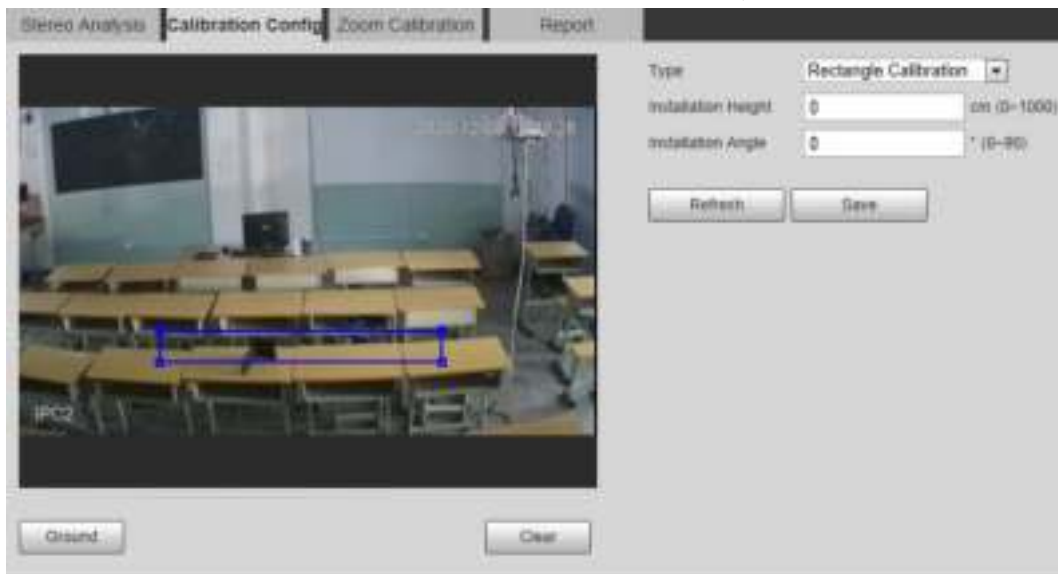 Stereo Analysis Calibration Config Zoom Calibration Report
Type Rectangle Calibration
Installation Height 0 cm (0~1000)
Installation Angle 0 ° (0~90)
Refresh Save
IPC2
Ground Clear